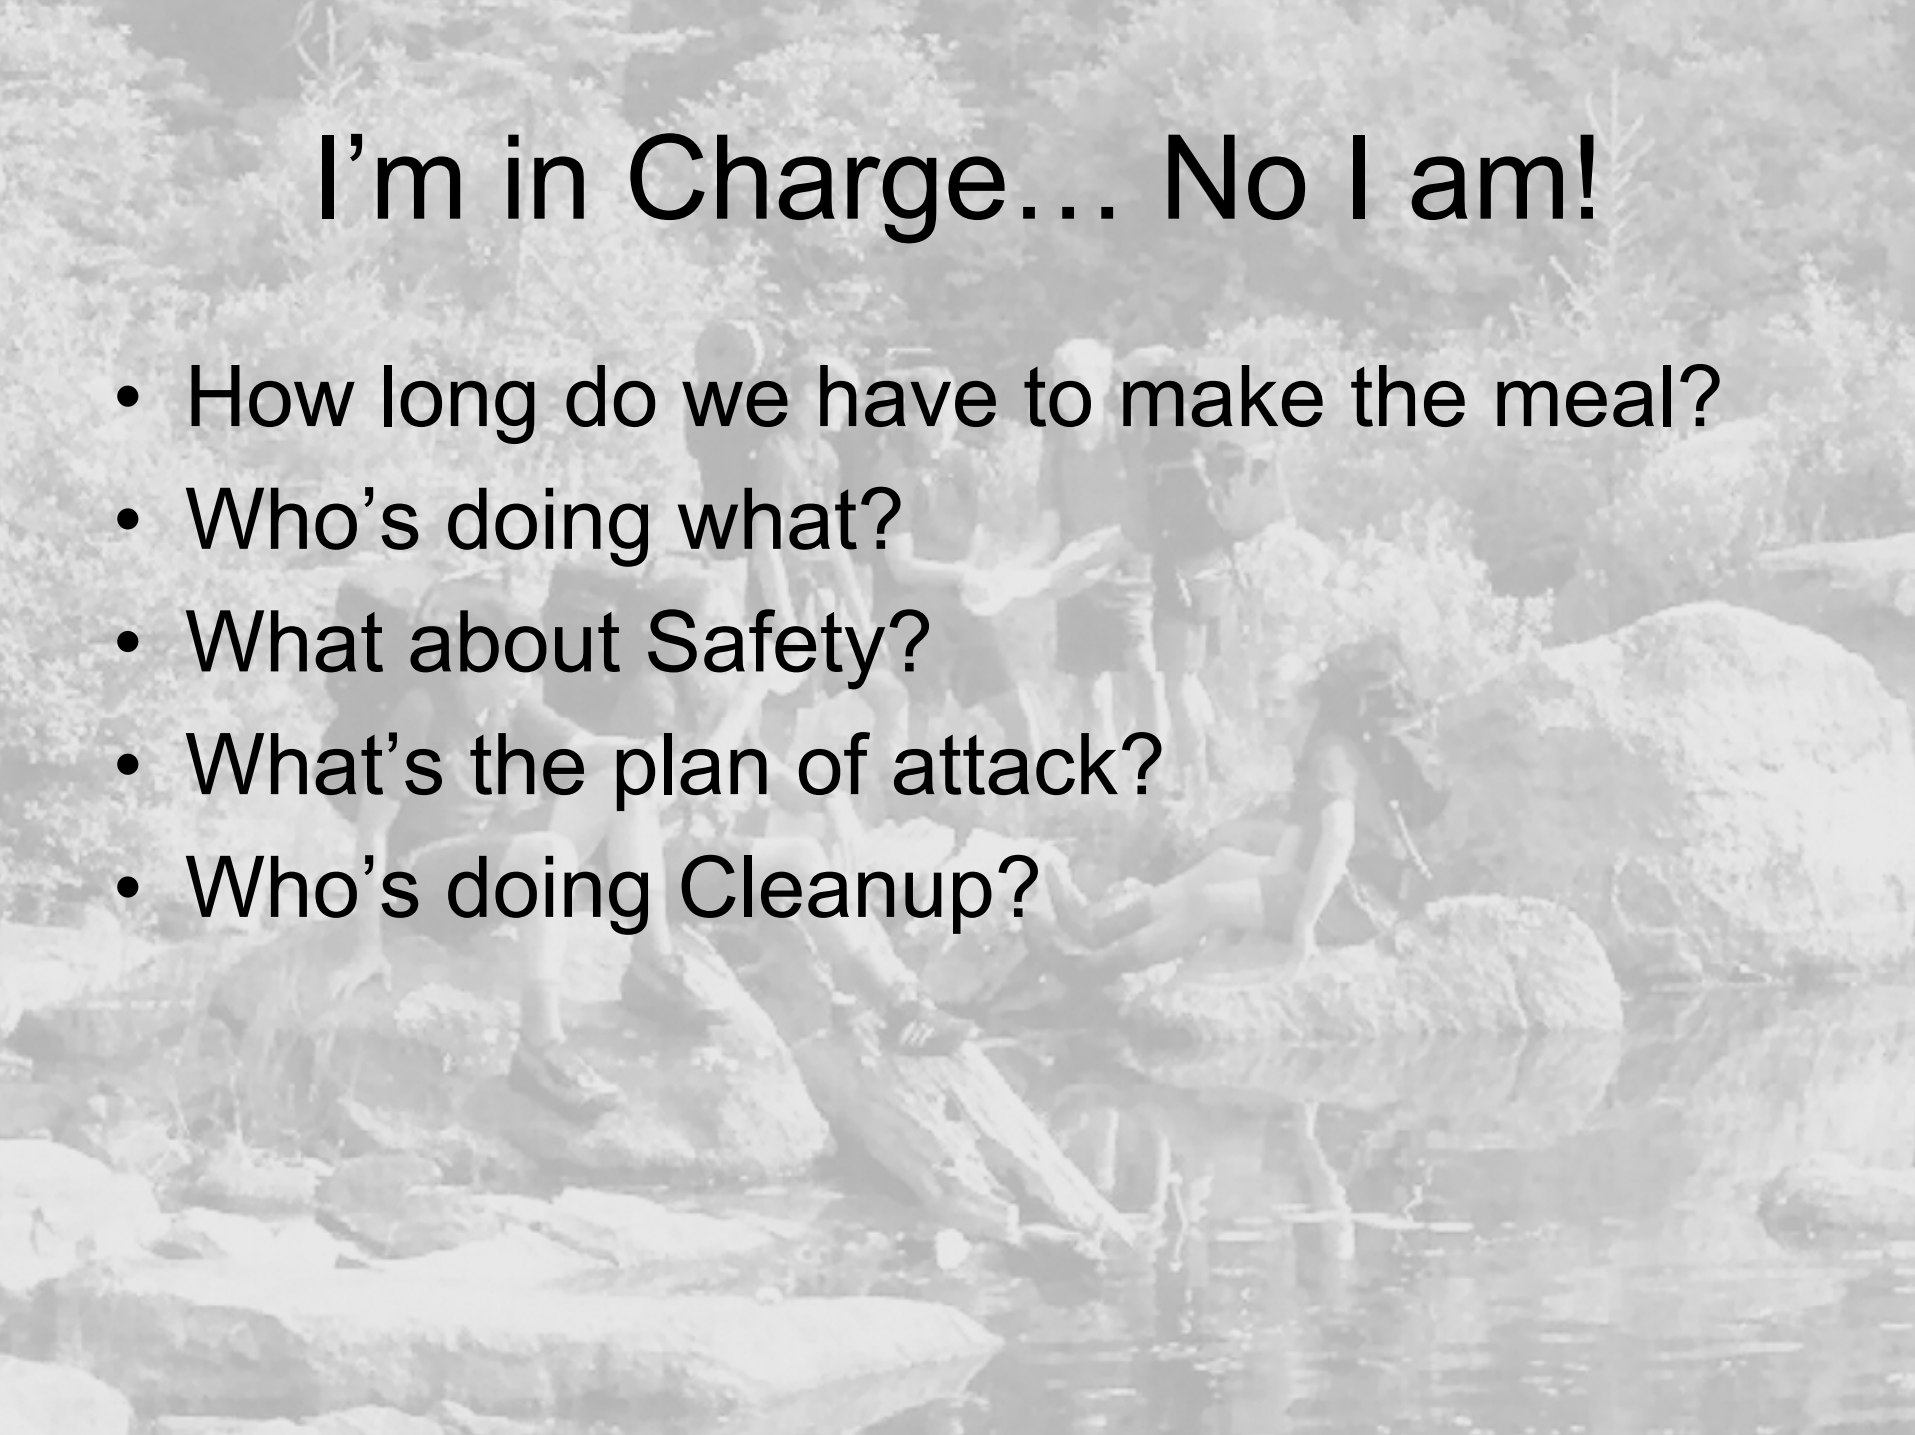 I’m in Charge… No I am!
• How long do we have to make the meal?
• Who’s doing what?
• What about Safety?
• What’s the plan of attack?
• Who’s doing Cleanup?